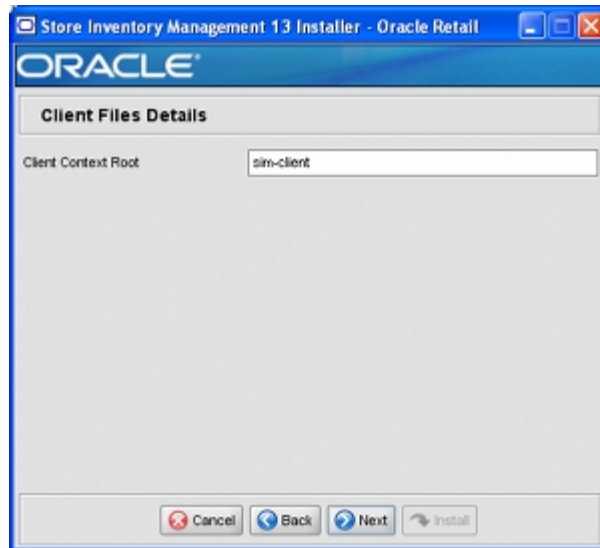 Store Inventory Management 13 Installer - Oracle Retail
ORACLE®
Client Files Details
Client Context Root
sim-client
Cancel
Back
Next
Install